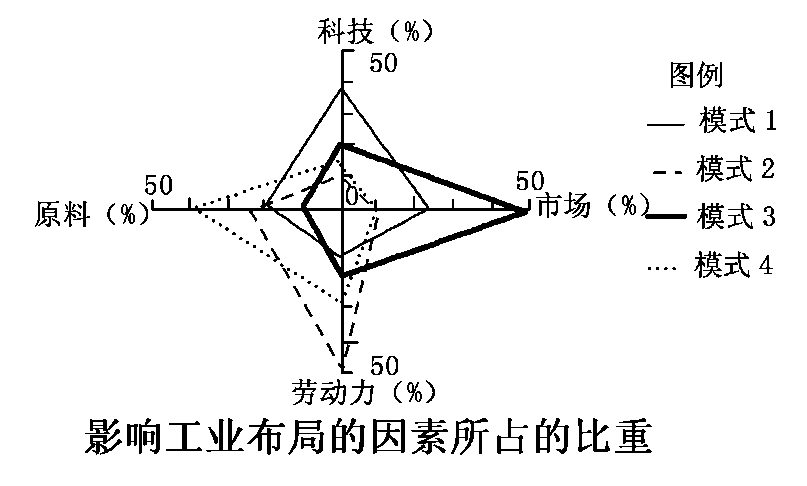 科技（%）
50
图例
模式 1
模式 2
模式 3
模式 4
50
原料（%）
0
50
市场（%）
50
劳动力（%）
影响工业布局的因素所占的比重